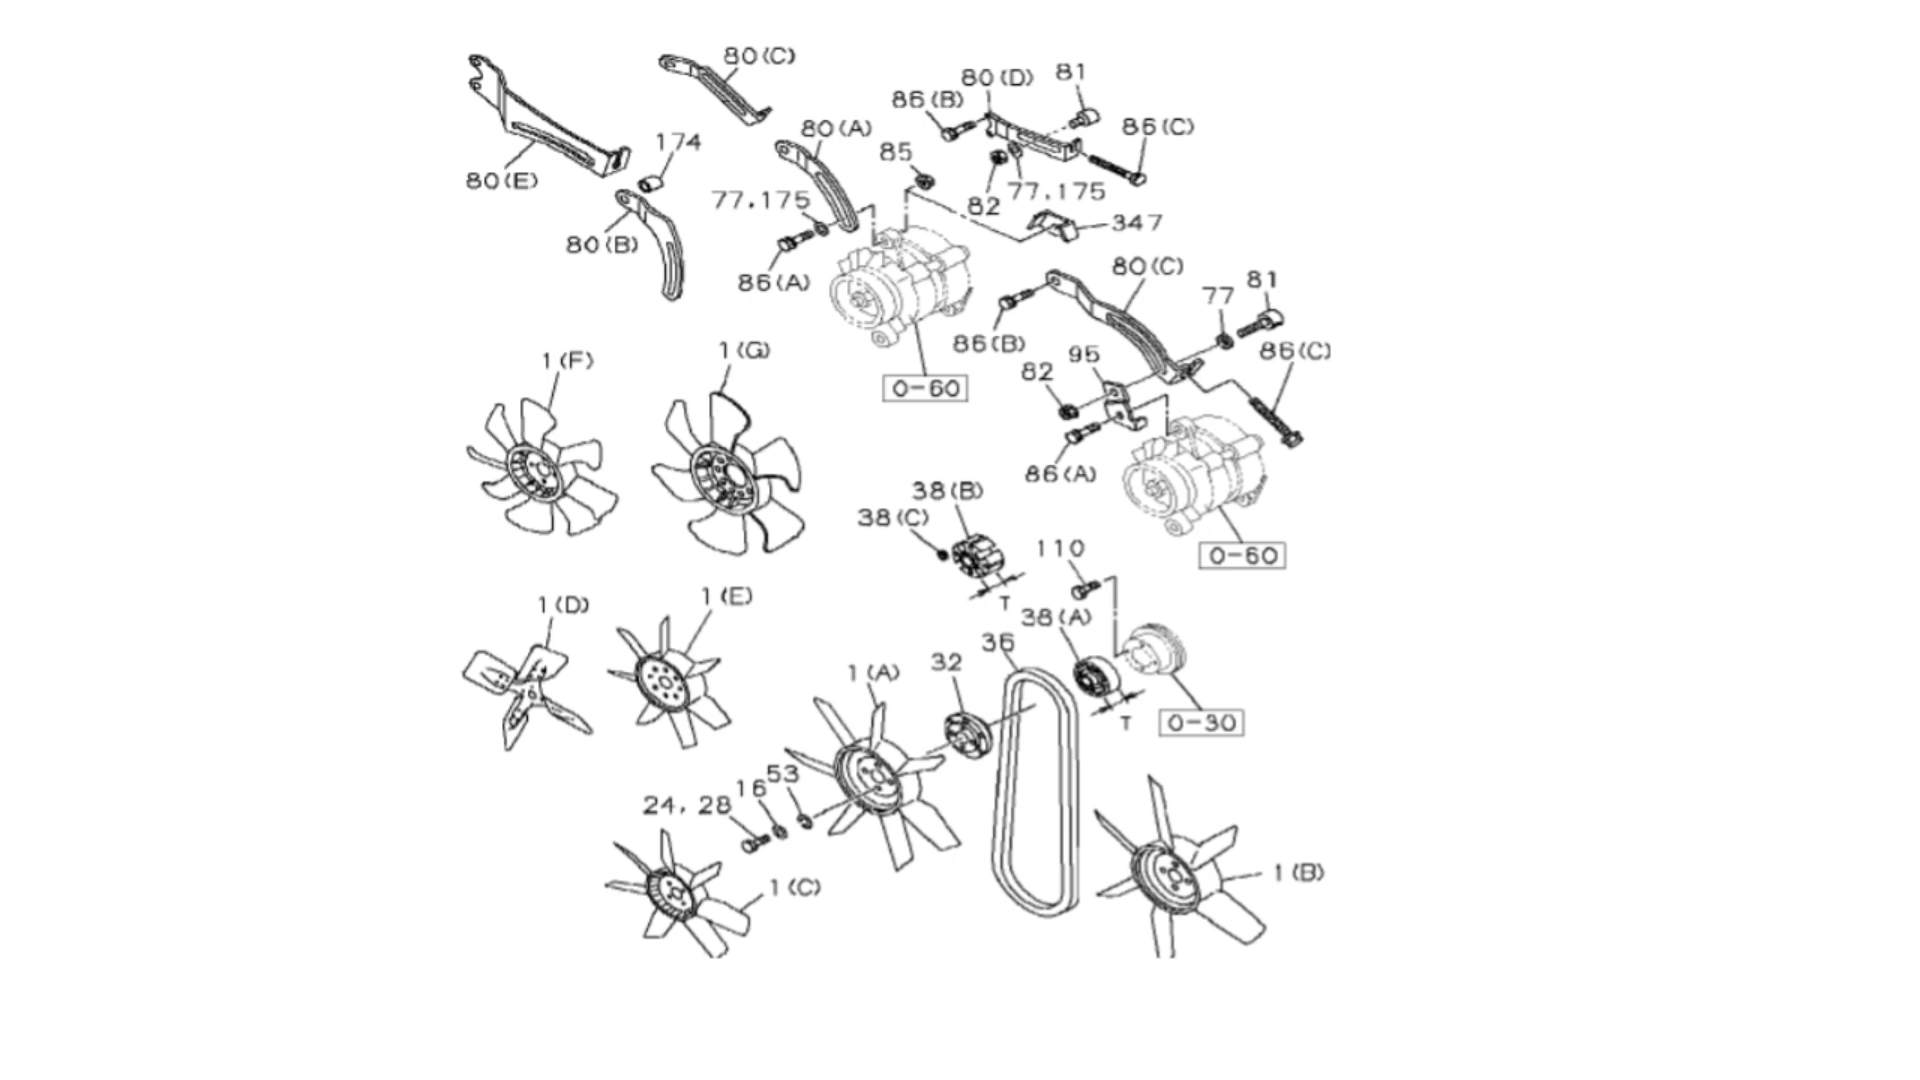 80(C)
80(D)
81
86(B)
80(A)
86(C)
174
85
80(E)
77,175
77,175
82
347
80(B)
86(A)
80(C)
81
77
86(B)
86(C)
95
1(F)
1(G)
82
0-60
86(A)
38(B)
38(C)
110
0-60
T
1(D)
1(E)
38(A)
36
32
1(A)
T
0-30
53
16
24, 28
1(C)
1(B)